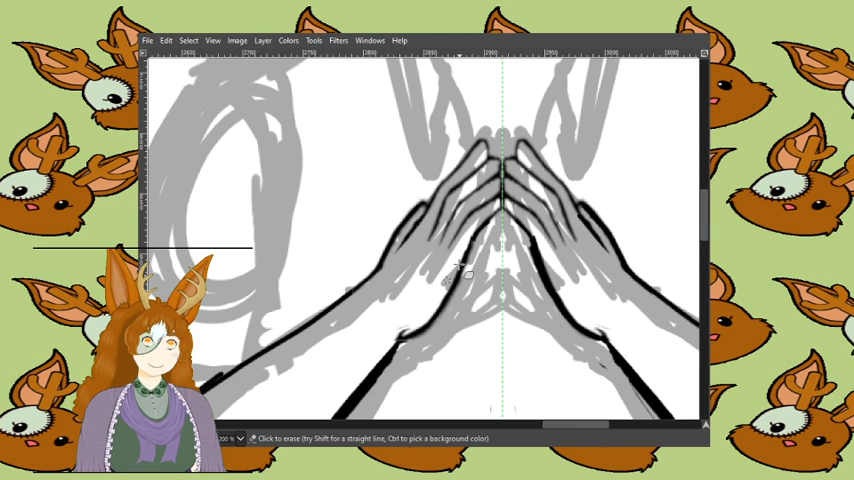 File Edit Select View Image Layer Colors Tools Filters Windows Help
2650 2700 2750 2800 2850 2900 2950 3000 3050
200 % Click to erase (try Shift for a straight line, Ctrl to pick a background color)